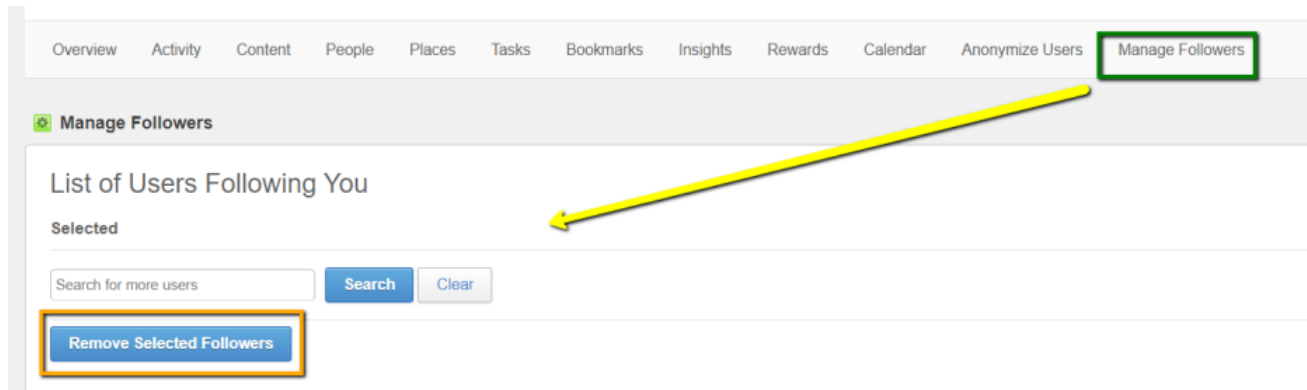 Overview Activity Content People Places Tasks Bookmarks Insights Rewards Calendar Anonymize Users Manage Followers
Manage Followers
List of Users Following You
Selected
Search for more users Search Clear
Remove Selected Followers